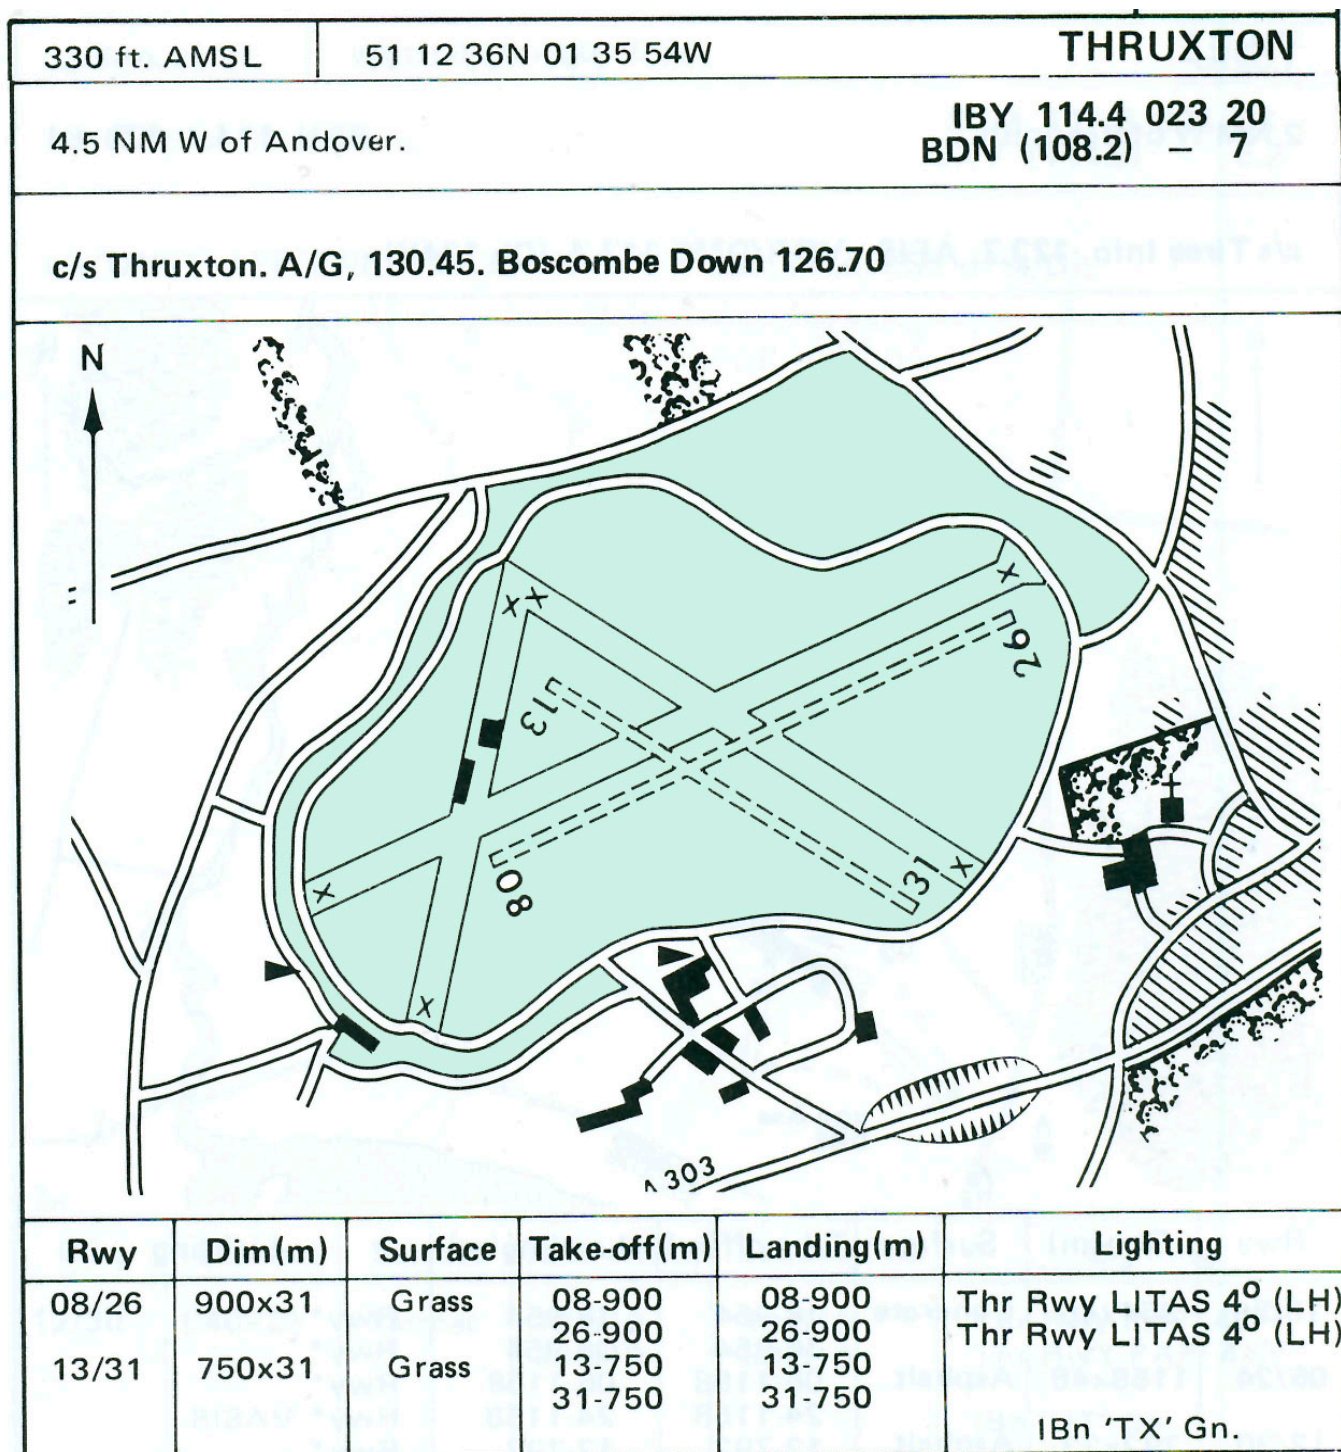 330 ft. AMSL 51 12 36N 01 35 54W THRUXTON
4.5 NM W of Andover. IBY 114.4 023 20
BDN (108.2) — 7
c/s Thruxton. A/G, 130.45. Boscombe Down 126.70
N
X X X
26
13
31 X
X 08
X
A 303
Rwy Dim(m) Surface Take-off(m) Landing(m) Lighting
08/26 900x31 Grass 08-900 08-900 Thr Rwy LITAS 4° (LH)
26-900 26-900 Thr Rwy LITAS 4° (LH)
13/31 750x31 Grass 13-750 13-750
31-750 31-750
IBn 'TX' Gn.